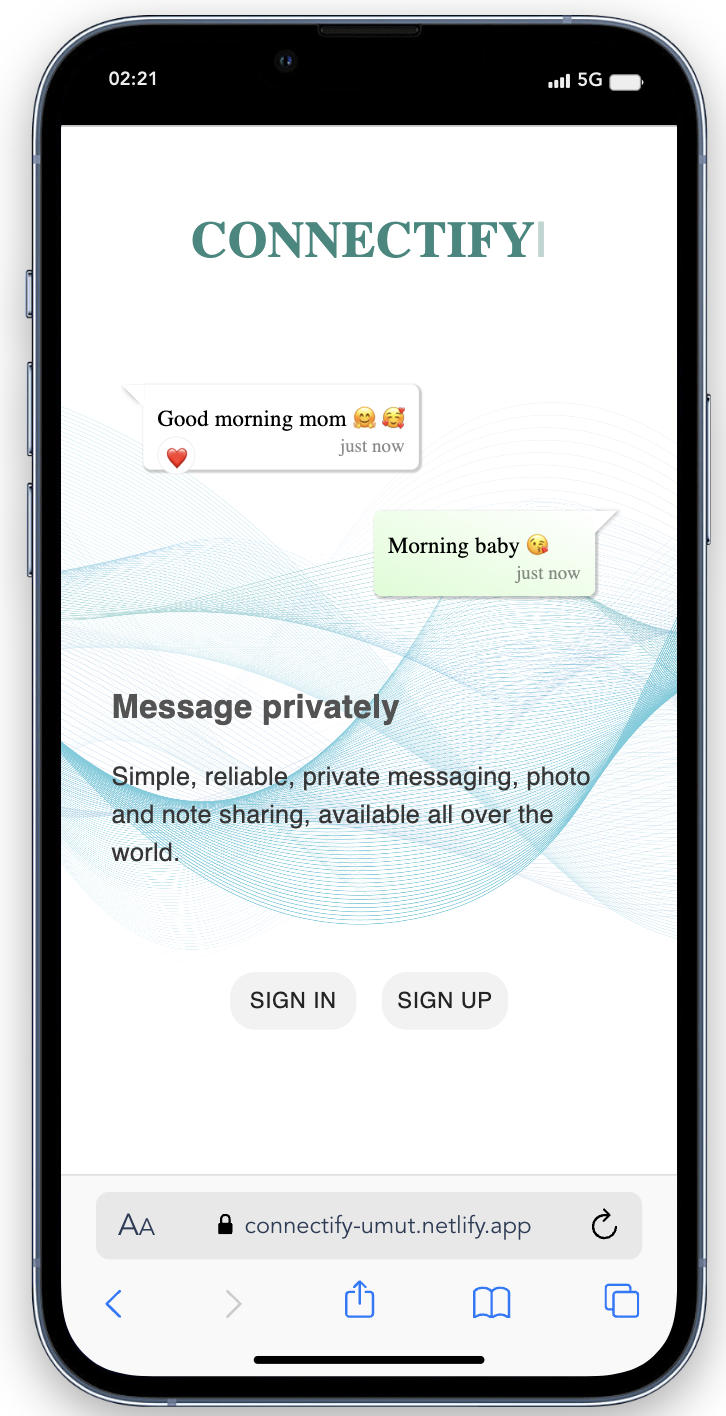 02:21
5G
CONNECTIFY
Good morning mom 🤗 🥰
just now
❤️
Morning baby 😘
just now
Message privately
Simple, reliable, private messaging, photo
and note sharing, available all over the
world.
SIGN IN SIGN UP
AA connectify-umut.netlify.app